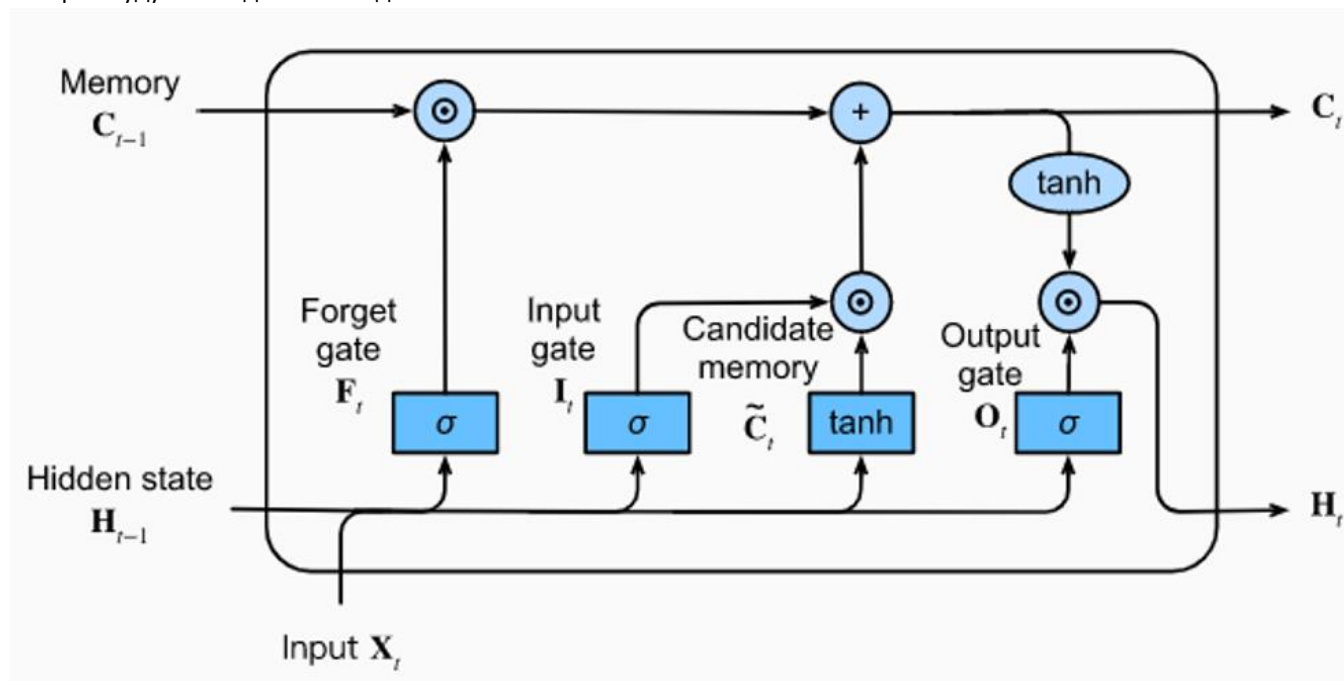 Memory
C_{t-1}
+
C_t
tanh
Forget
gate
F_t
Input
gate
I_t
Candidate
memory
C̃_t
Output
gate
O_t
σ
σ
tanh
σ
Hidden state
H_{t-1}
H_t
Input X_t